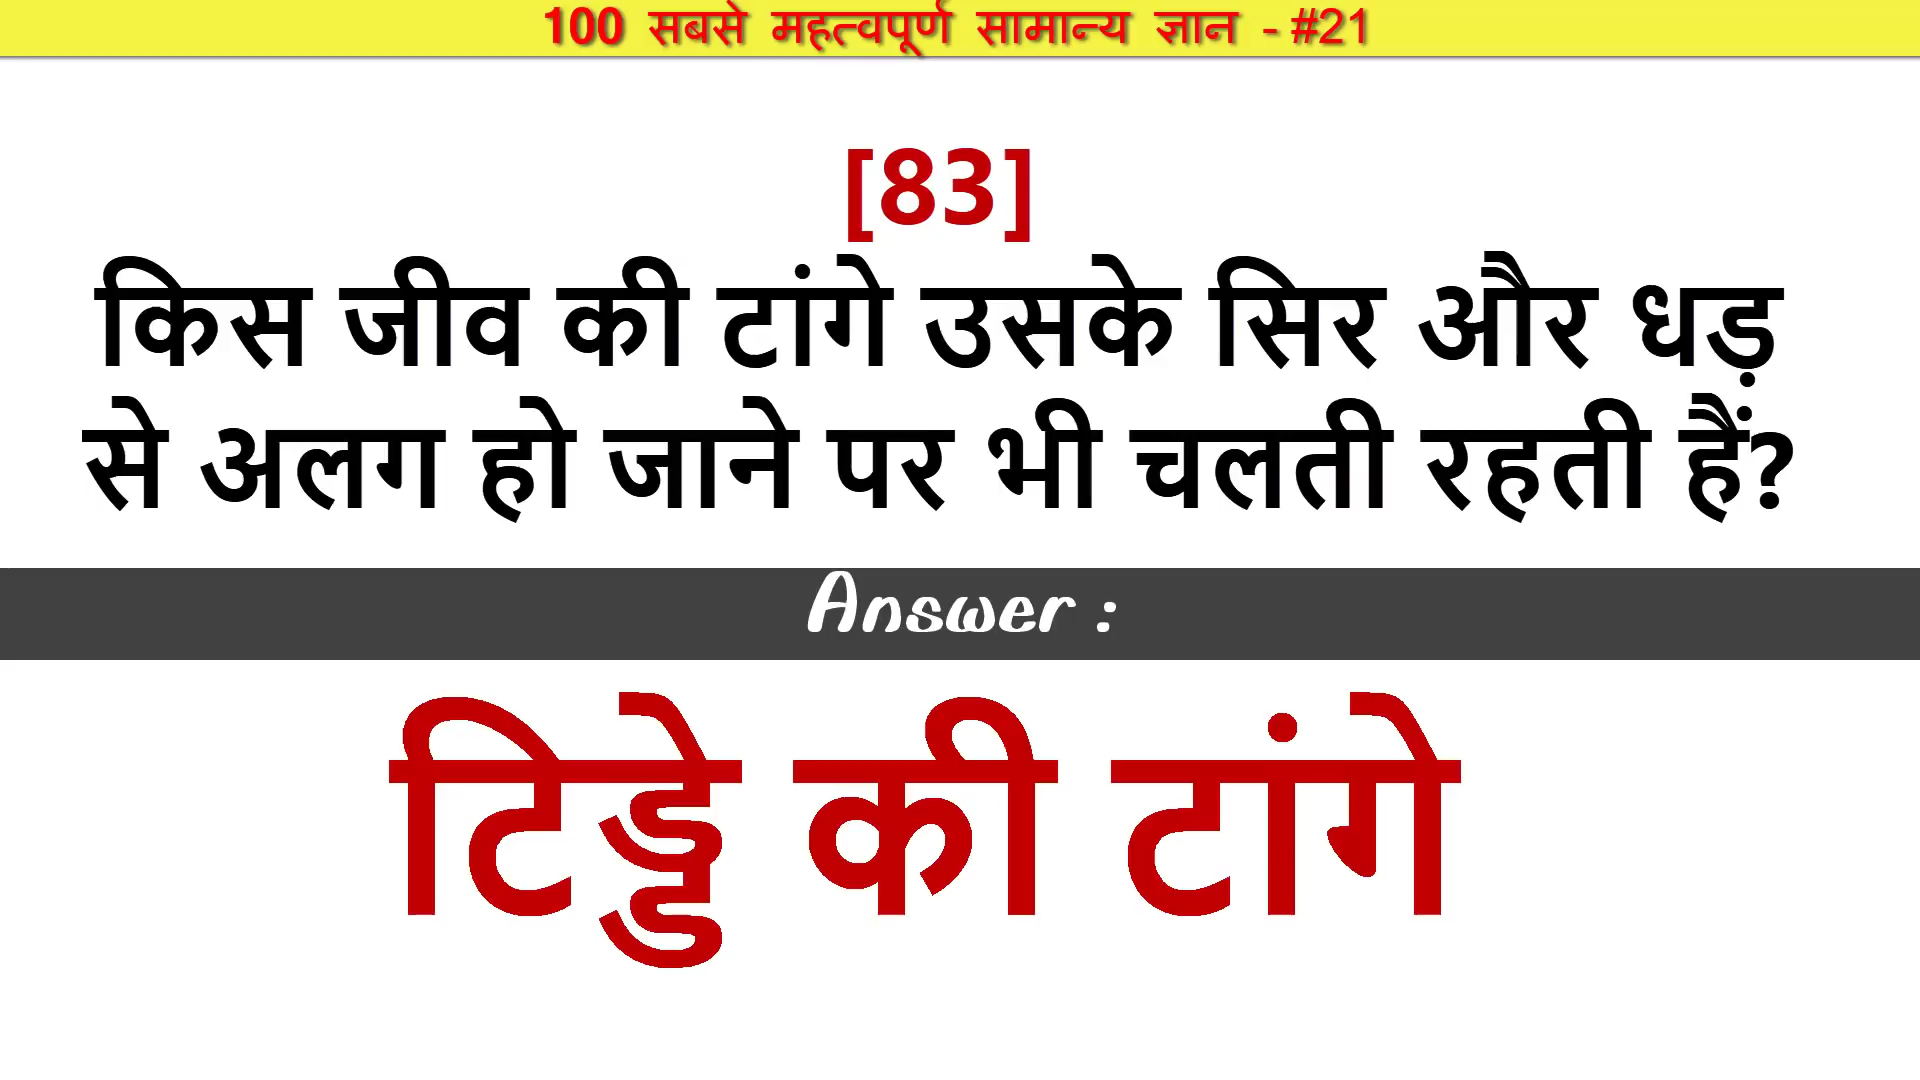 100 सबसे महत्वपूर्ण सामान्य ज्ञान - #21
[83]
किस जीव की टांगे उसके सिर और धड़
से अलग हो जाने पर भी चलती रहती हैं?
Answer :
टिड्डे की टांगे